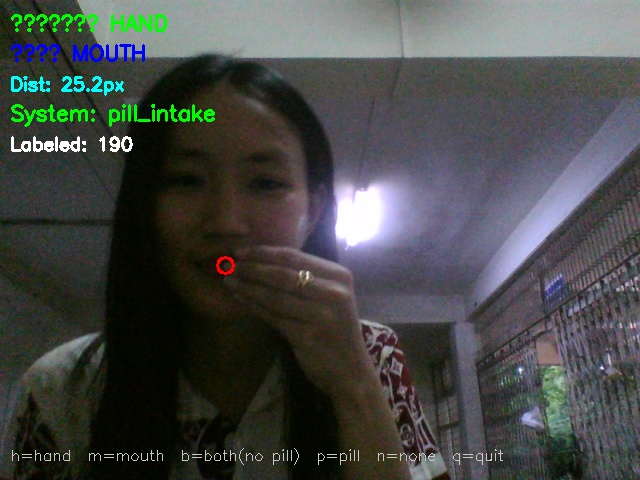 ??????? HAND
???? MOUTH
Dist: 25.2px
System: pill_intake
Labeled: 190
h=hand m=mouth b=both(no pill) p=pill n=none q=quit